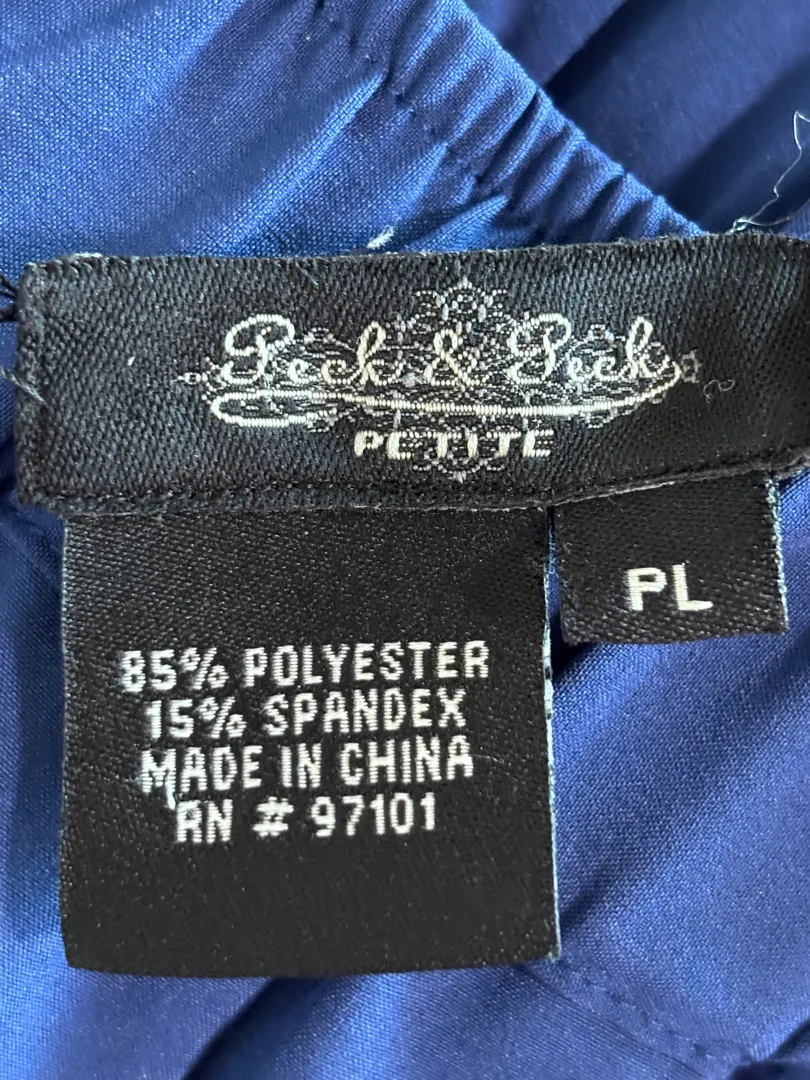 Peck & Peck
PETITE
PL
85% POLYESTER
15% SPANDEX
MADE IN CHINA
RN # 97101